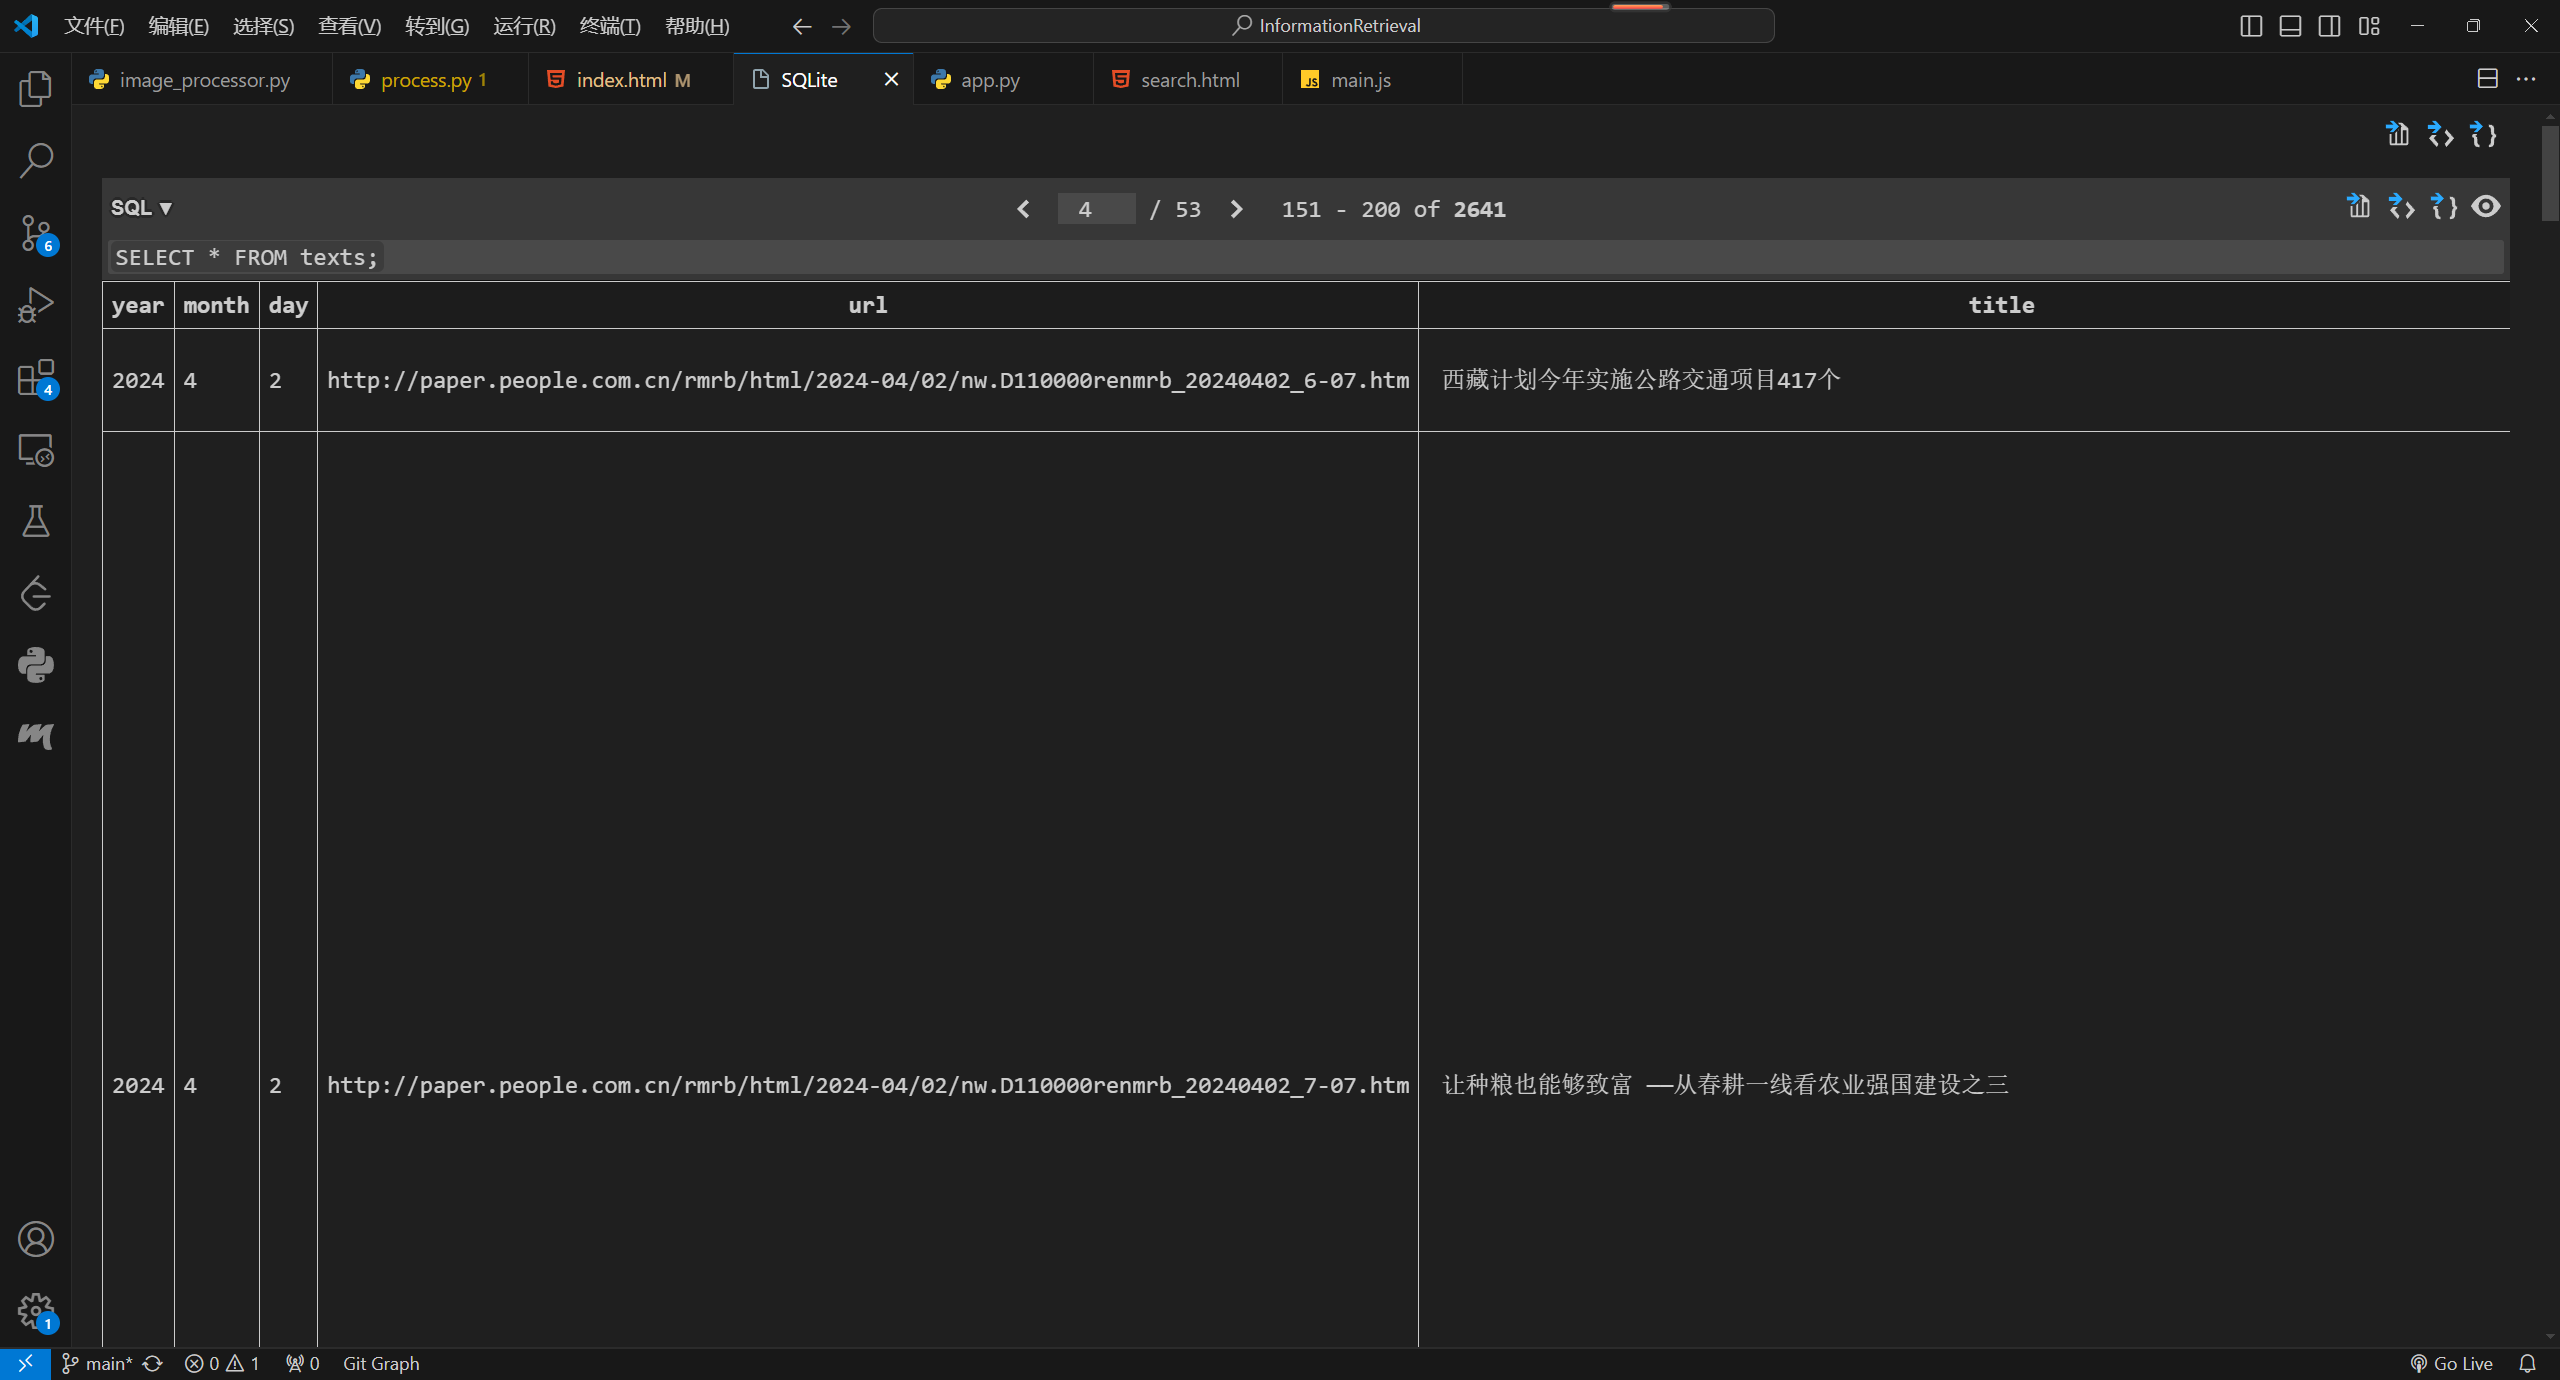 文件(F) 编辑(E) 选择(S) 查看(V) 转到(G) 运行(R) 终端(T) 帮助(H) InformationRetrieval
image_processor.py process.py 1 index.html M SQLite app.py search.html main.js
SQL ▼ 4 / 53 151 - 200 of 2641
SELECT * FROM texts;
year month day url title
2024 4 2 http://paper.people.com.cn/rmrb/html/2024-04/02/nw.D110000renmrb_20240402_6-07.htm 西藏计划今年实施公路交通项目417个
2024 4 2 http://paper.people.com.cn/rmrb/html/2024-04/02/nw.D110000renmrb_20240402_7-07.htm 让种粮也能够致富 ——从春耕一线看农业强国建设之三
6
4
1
main* 0 1 0 Git Graph Go Live